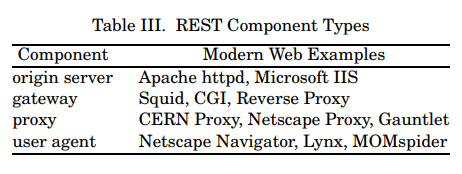 Table III. REST Component Types
Component Modern Web Examples
origin server Apache httpd, Microsoft IIS
gateway Squid, CGI, Reverse Proxy
proxy CERN Proxy, Netscape Proxy, Gauntlet
user agent Netscape Navigator, Lynx, MOMspider